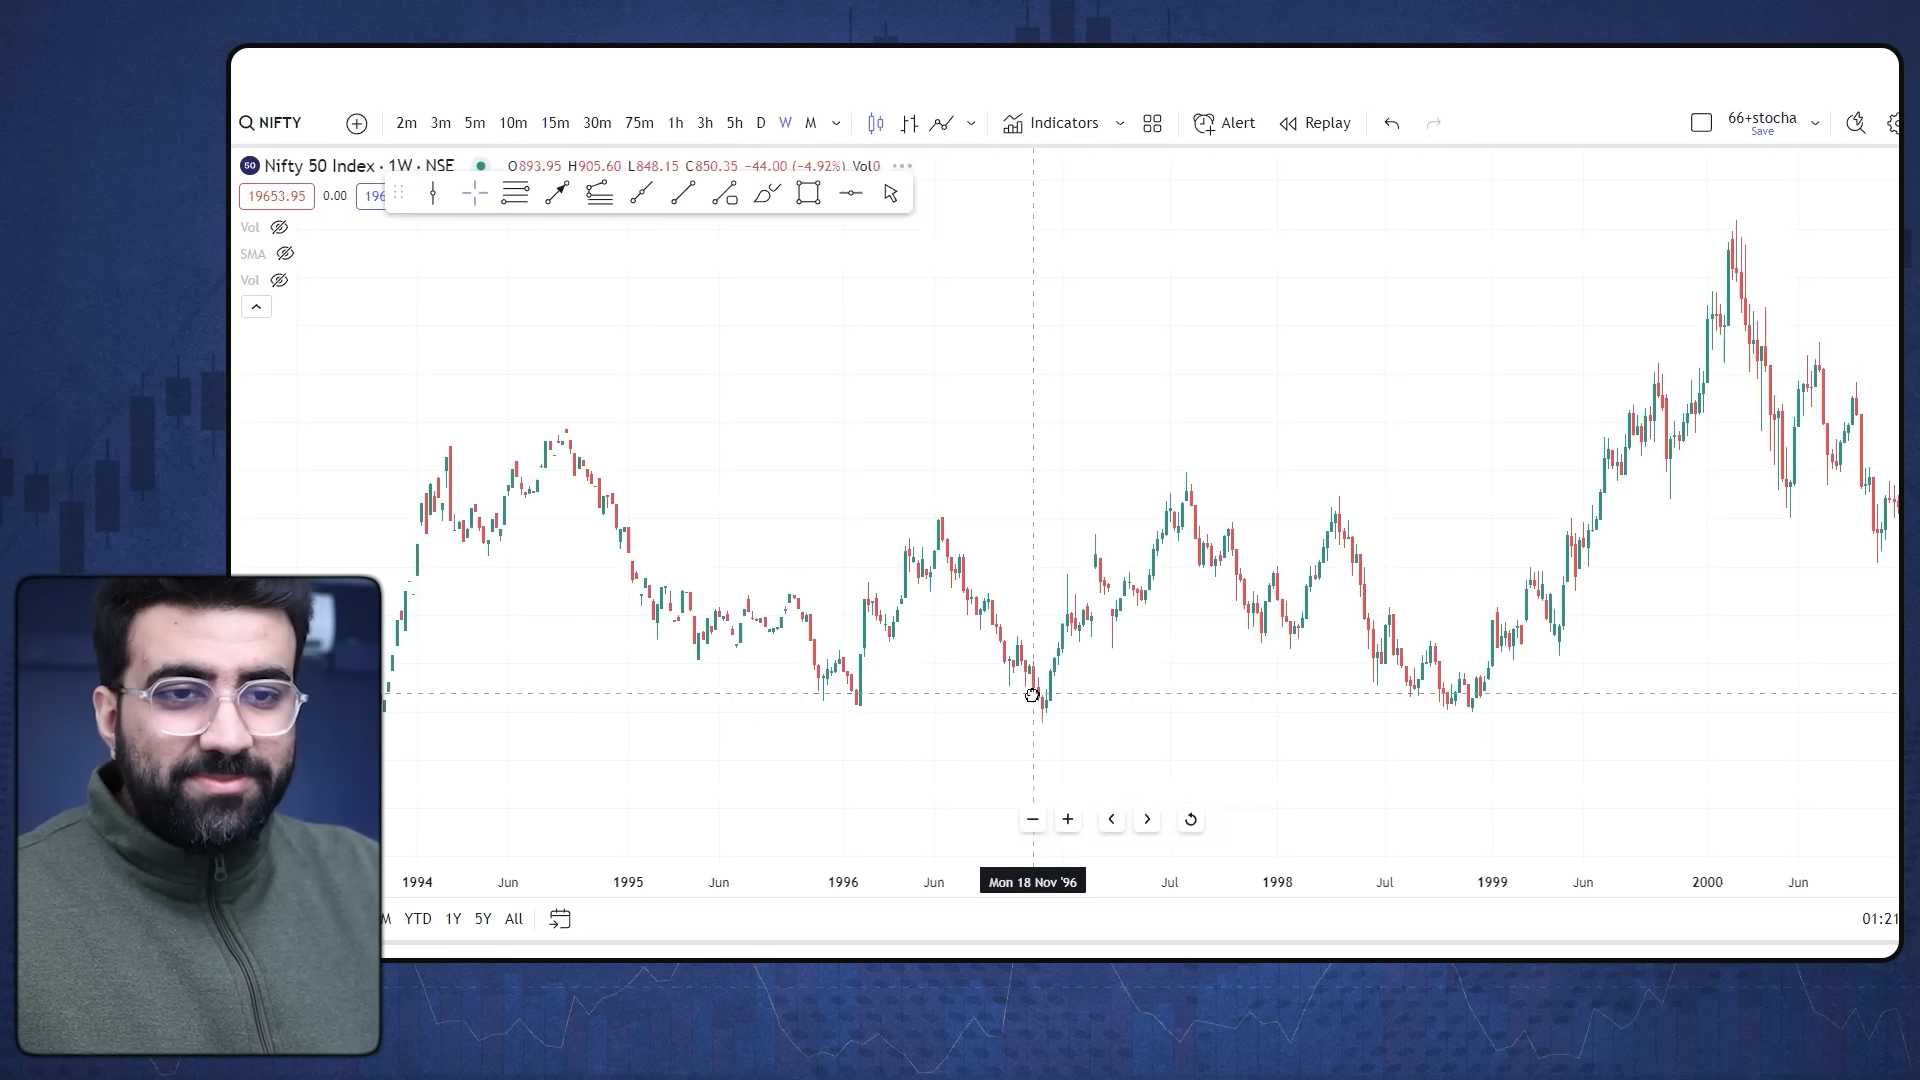 NIFTY 2m 3m 5m 10m 15m 30m 75m 1h 3h 5h D W M Indicators Alert Replay 66+stocha
Save
50 Nifty 50 Index · 1W · NSE O893.95 H905.60 L848.15 C850.35 −44.00 (−4.92%) Vol0
19653.95 0.00 196
Vol
SMA
Vol
Mon 18 Nov '96
1994 Jun 1995 Jun 1996 Jun Jul 1998 Jul 1999 Jun 2000 Jun
M YTD 1Y 5Y All 01:21